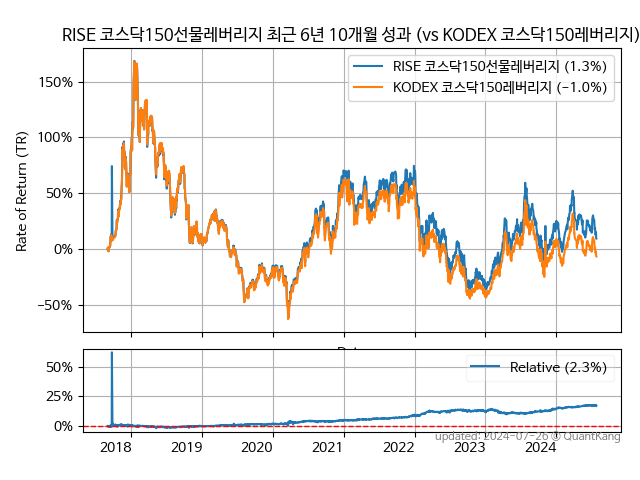 RISE 코스닥150선물레버리지 최근 6년 10개월 성과 (vs KODEX 코스닥150레버리지)
RISE 코스닥150선물레버리지 (1.3%)
KODEX 코스닥150레버리지 (−1.0%)
150%
100%
50%
0%
−50%
Rate of Return (TR)
Relative (2.3%)
50%
25%
0%
2018 2019 2020 2021 2022 2023 2024
updated: 2024-07-26 © QuantKang